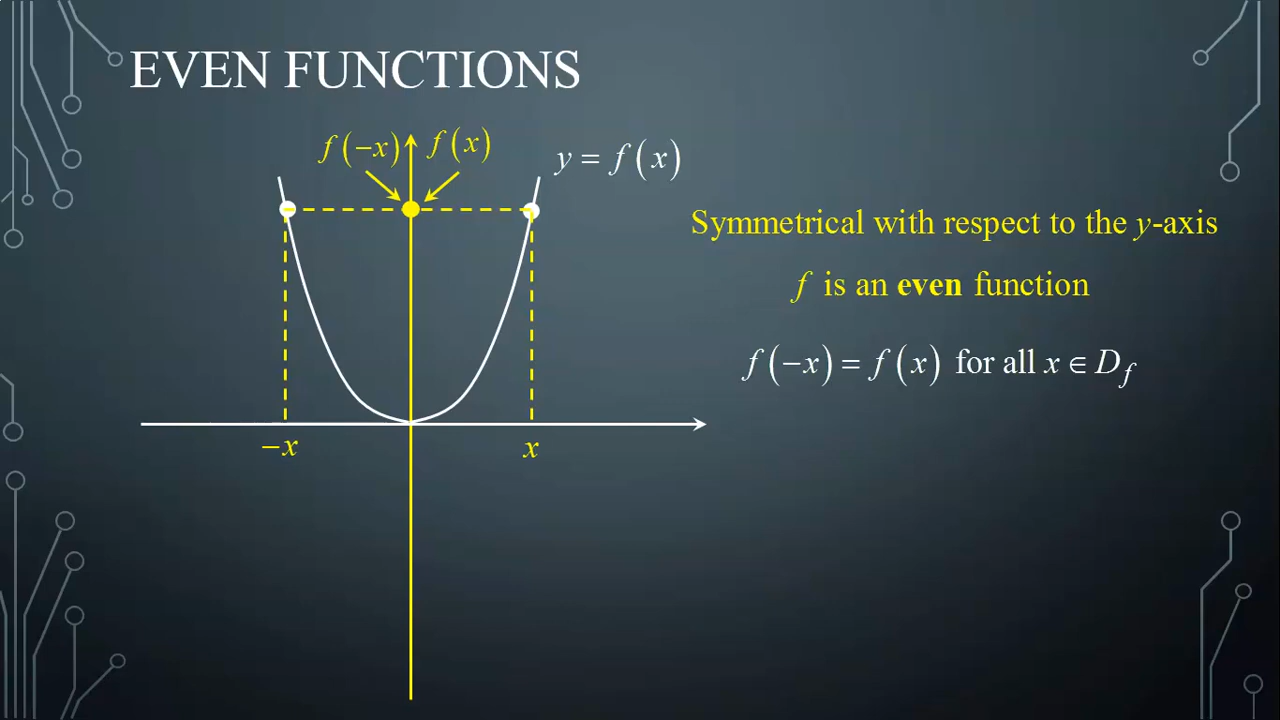 EVEN FUNCTIONS
f(−x) f(x)
y = f(x)
Symmetrical with respect to the y-axis
f is an even function
f(−x) = f(x) for all x ∈ D_f
−x x